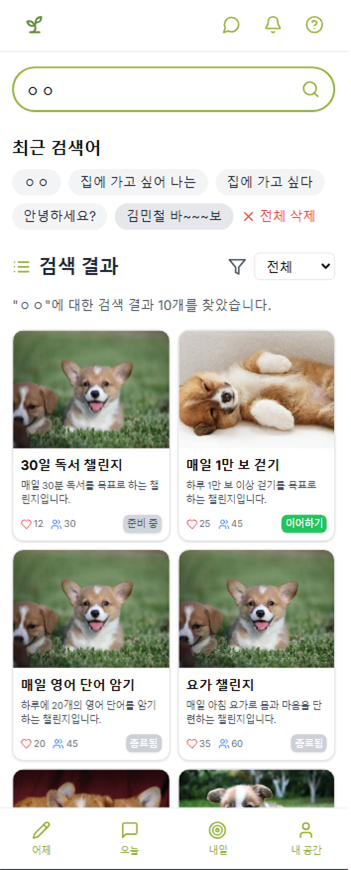 ㅇㅇ
최근 검색어
ㅇㅇ 집에 가고 싶어 나는 집에 가고 싶다
안녕하세요? 김민철 바~~~보 전체 삭제
검색 결과 전체
"ㅇㅇ"에 대한 검색 결과 10개를 찾았습니다.
30일 독서 챌린지
매일 30분 독서를 목표로 하는 챌
린지입니다.
12 30 준비 중
매일 1만 보 걷기
하루 1만 보 이상 걷기를 목표로
하는 챌린지입니다.
25 45 이어하기
매일 영어 단어 암기
하루에 20개의 영어 단어를 암기
하는 챌린지입니다.
20 45 종료됨
요가 챌린지
매일 아침 요가로 몸과 마음을 단
련하는 챌린지입니다.
35 60 종료됨
어제 오늘 내일 내 공간